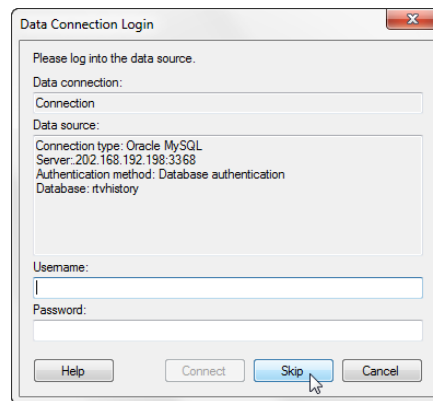 Data Connection Login
Please log into the data source.
Data connection:
Connection
Data source:
Connection type: Oracle MySQL
Server:.202.168.192.198:3368
Authentication method: Database authentication
Database: rtvhistory
Username:
Password:
Help Connect Skip Cancel